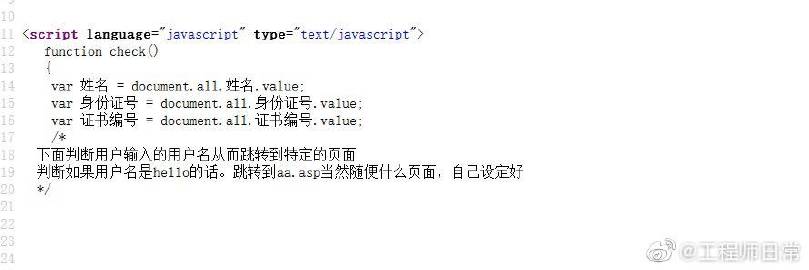 10
11 <script language="javascript" type="text/javascript">
12 function check()
13 {
14 var 姓名 = document.all.姓名.value;
15 var 身份证号 = document.all.身份证号.value;
16 var 证书编号 = document.all.证书编号.value;
17 /*
18 下面判断用户输入的用户名从而跳转到特定的页面
19 判断如果用户名是hello的话。跳转到aa.asp当然随便什么页面，自己设定好
20 */
21
22
23
24
@工程师日常